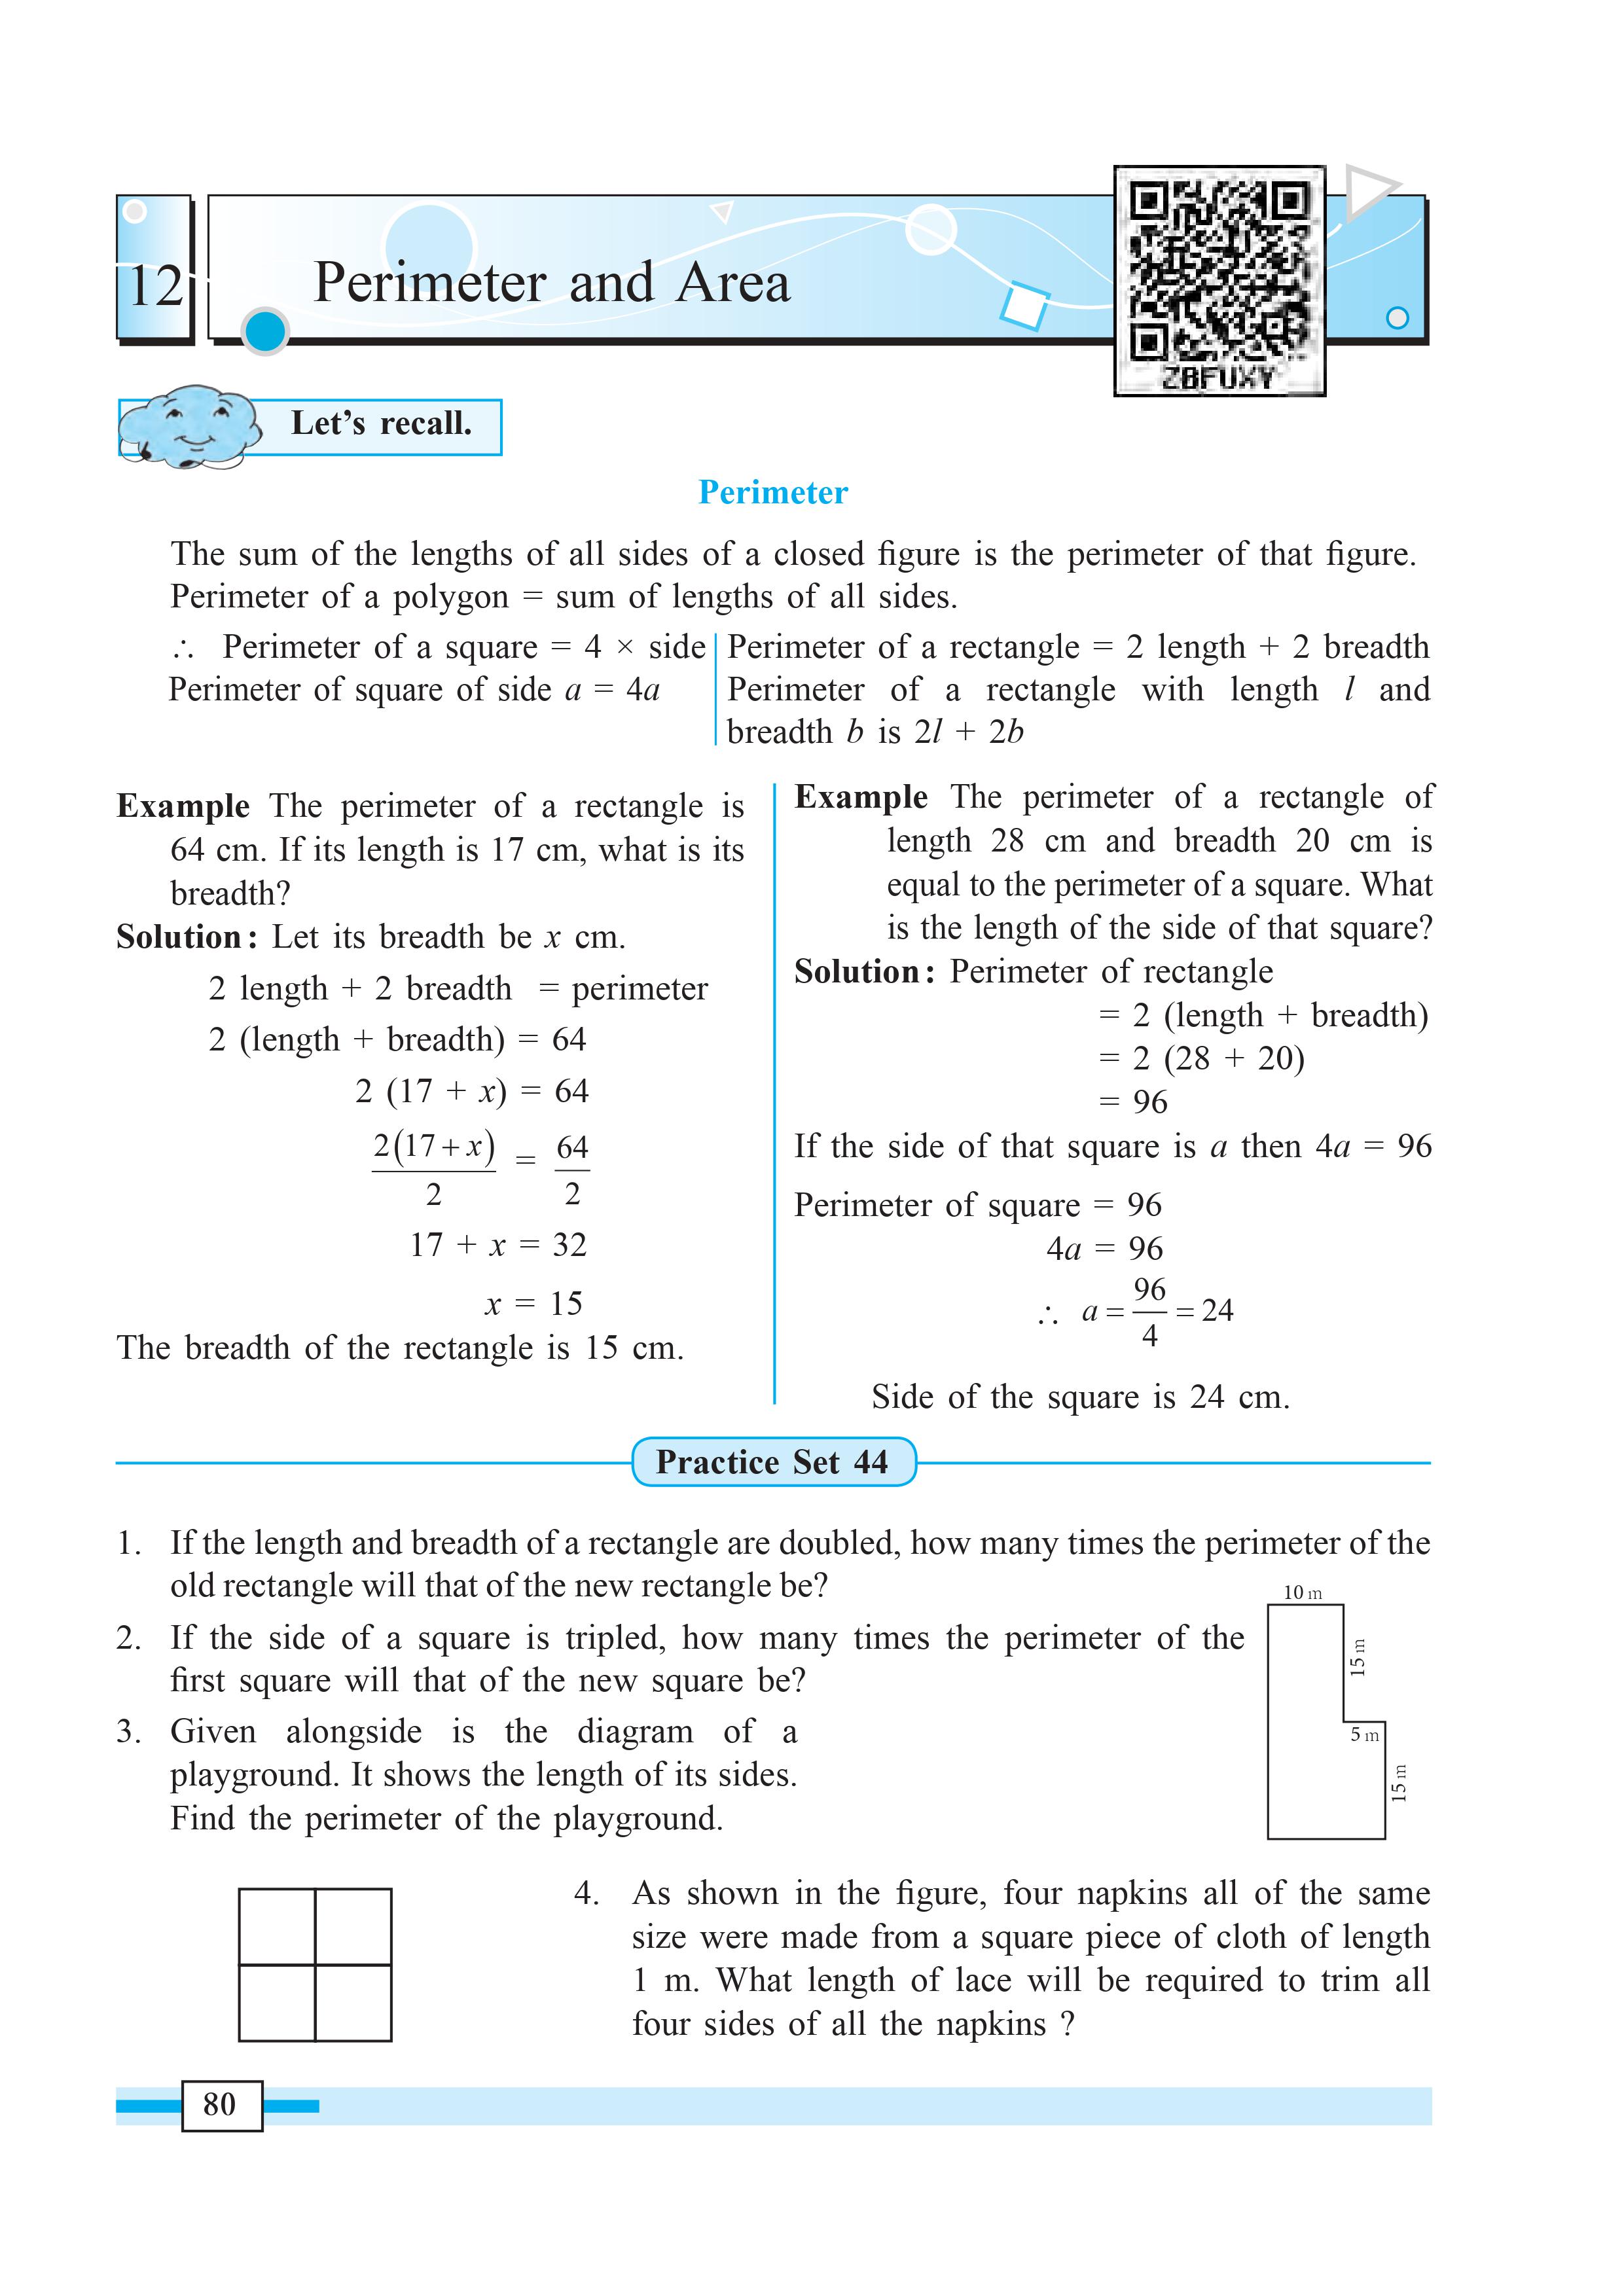 12
Perimeter and Area
ZBFUXY
Let’s recall.
Perimeter
The sum of the lengths of all sides of a closed figure is the perimeter of that figure.
Perimeter of a polygon = sum of lengths of all sides.
∴ Perimeter of a square = 4 × side
Perimeter of square of side a = 4a
Perimeter of a rectangle = 2 length + 2 breadth
Perimeter of a rectangle with length l and
breadth b is 2l + 2b
Example The perimeter of a rectangle is
64 cm. If its length is 17 cm, what is its
breadth?
Solution : Let its breadth be x cm.
2 length + 2 breadth = perimeter
2 (length + breadth) = 64
2 (17 + x) = 64
2(17 + x)/2 = 64/2
17 + x = 32
x = 15
The breadth of the rectangle is 15 cm.
Example The perimeter of a rectangle of
length 28 cm and breadth 20 cm is
equal to the perimeter of a square. What
is the length of the side of that square?
Solution : Perimeter of rectangle
= 2 (length + breadth)
= 2 (28 + 20)
= 96
If the side of that square is a then 4a = 96
Perimeter of square = 96
4a = 96
∴ a = 96/4 = 24
Side of the square is 24 cm.
Practice Set 44
1. If the length and breadth of a rectangle are doubled, how many times the perimeter of the
old rectangle will that of the new rectangle be?
2. If the side of a square is tripled, how many times the perimeter of the
first square will that of the new square be?
3. Given alongside is the diagram of a
playground. It shows the length of its sides.
Find the perimeter of the playground.
10 m
15 m
5 m
15 m
4. As shown in the figure, four napkins all of the same
size were made from a square piece of cloth of length
1 m. What length of lace will be required to trim all
four sides of all the napkins ?
80